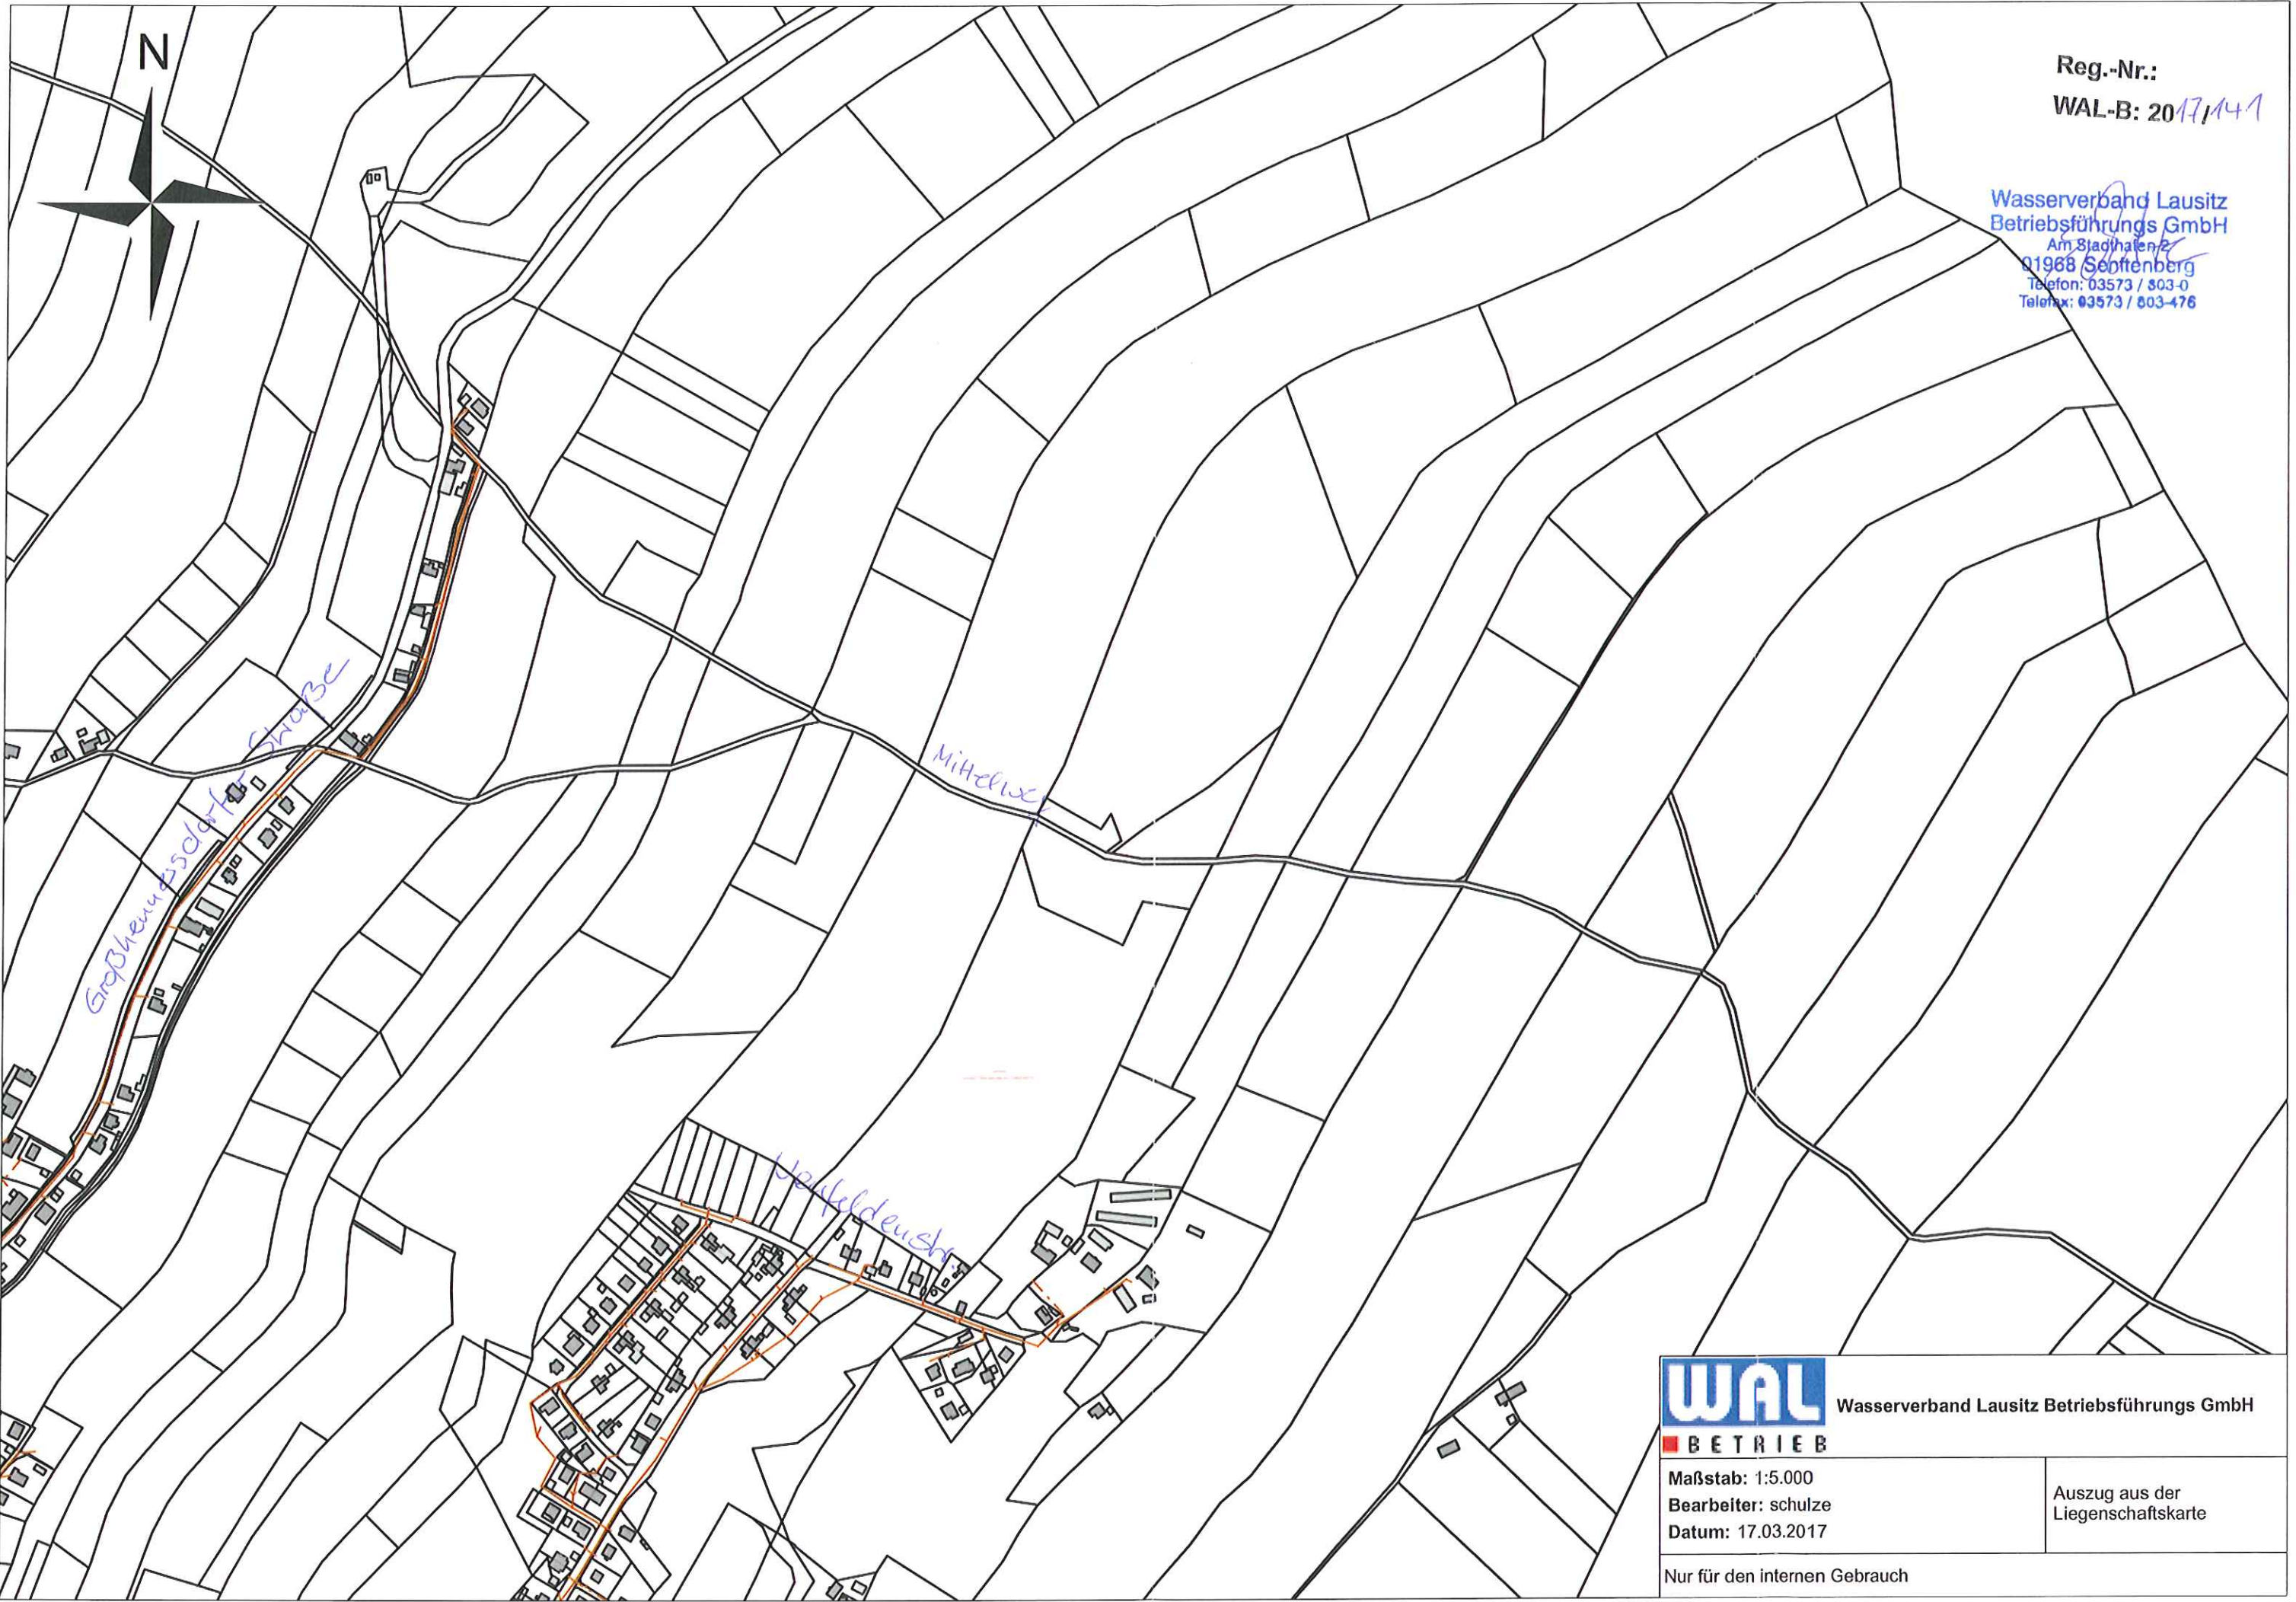 N
Reg.-Nr.:
WAL-B: 2017/141
Wasserverband Lausitz
Betriebsführungs GmbH
Am Stadthafen 2
01968 Senftenberg
Telefon: 03573 / 803-0
Telefax: 03573 / 803-476
Straße
Mittelweg
WAL
BETRIEB
Wasserverband Lausitz Betriebsführungs GmbH
Maßstab: 1:5.000
Bearbeiter: schulze
Datum: 17.03.2017
Auszug aus der
Liegenschaftskarte
Nur für den internen Gebrauch